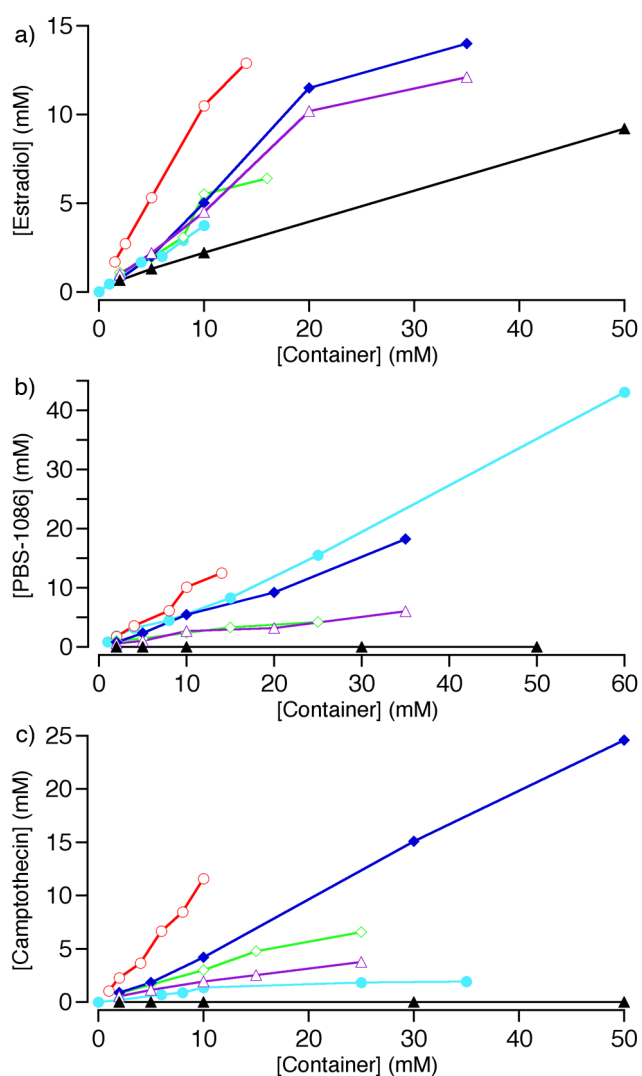 a)
[Estradiol] (mM)
15
10
5
0
0 10 20 30 40 50
[Container] (mM)
b)
[PBS-1086] (mM)
40
30
20
10
0
0 10 20 30 40 50 60
[Container] (mM)
c)
[Camptothecin] (mM)
25
20
15
10
5
0
0 10 20 30 40 50
[Container] (mM)